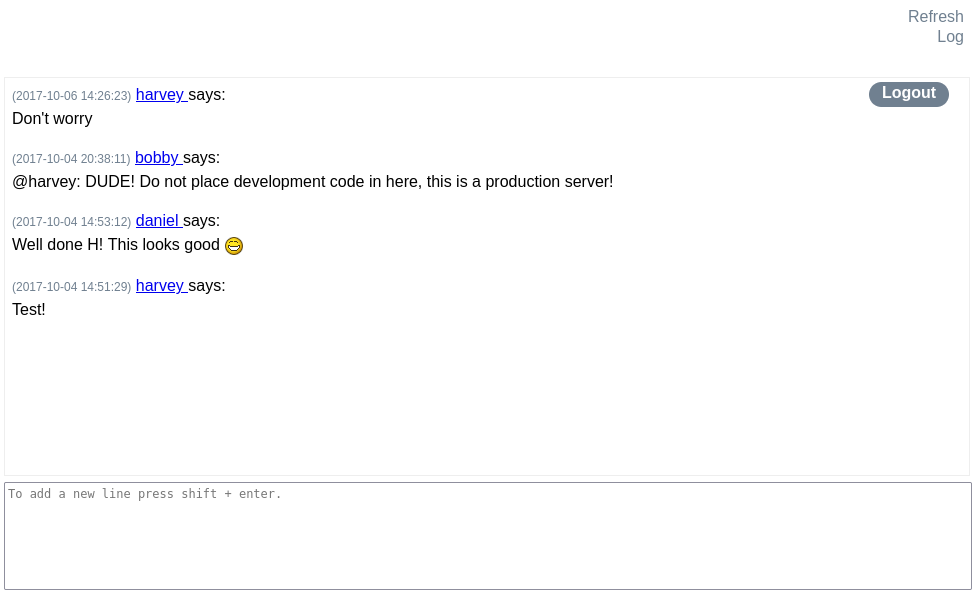 Refresh
Log
Logout
(2017-10-06 14:26:23) harvey says:
Don't worry
(2017-10-04 20:38:11) bobby says:
@harvey: DUDE! Do not place development code in here, this is a production server!
(2017-10-04 14:53:12) daniel says:
Well done H! This looks good
(2017-10-04 14:51:29) harvey says:
Test!
To add a new line press shift + enter.